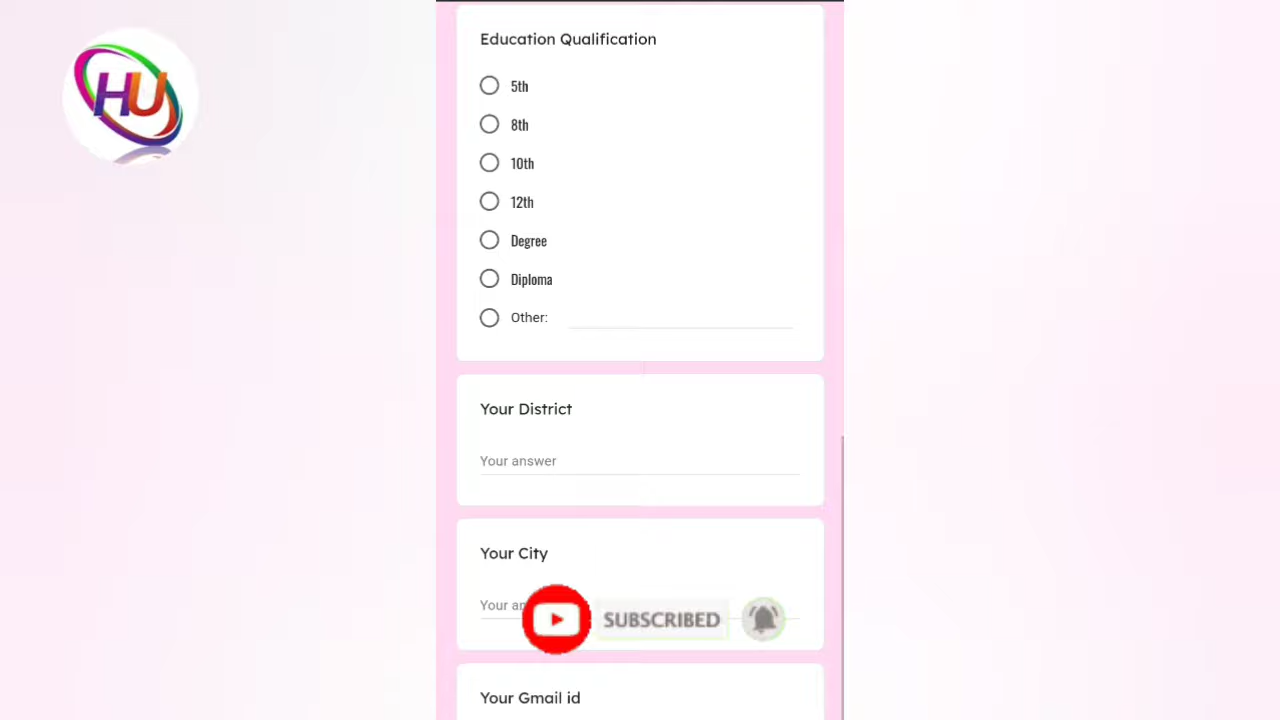 HU
Education Qualification
5th
8th
10th
12th
Degree
Diploma
Other:
Your District
Your answer
Your City
Your
SUBSCRIBED
Your Gmail id